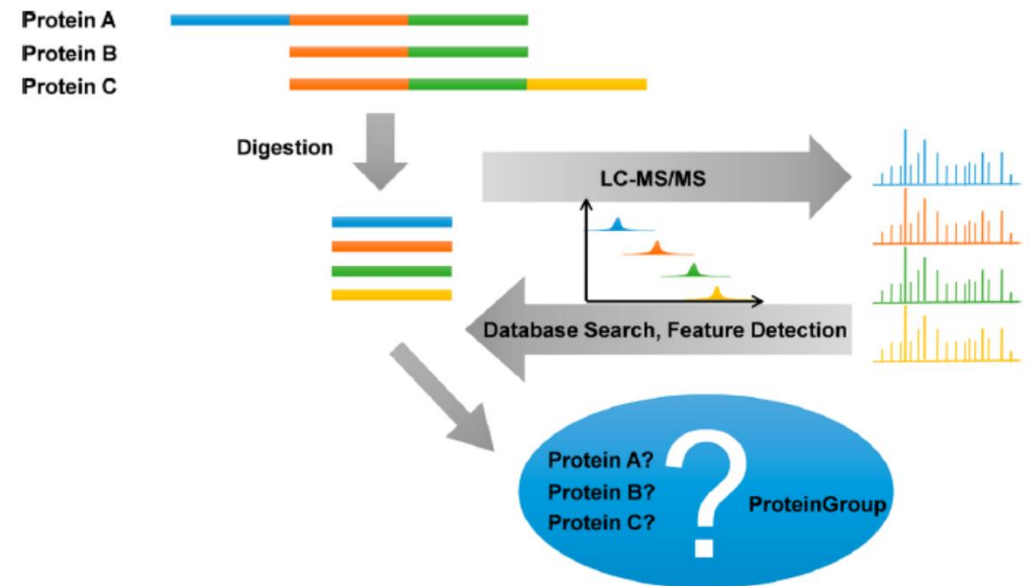 Protein A
Protein B
Protein C
Digestion
LC-MS/MS
Database Search, Feature Detection
Protein A?
Protein B?
Protein C?
?
ProteinGroup